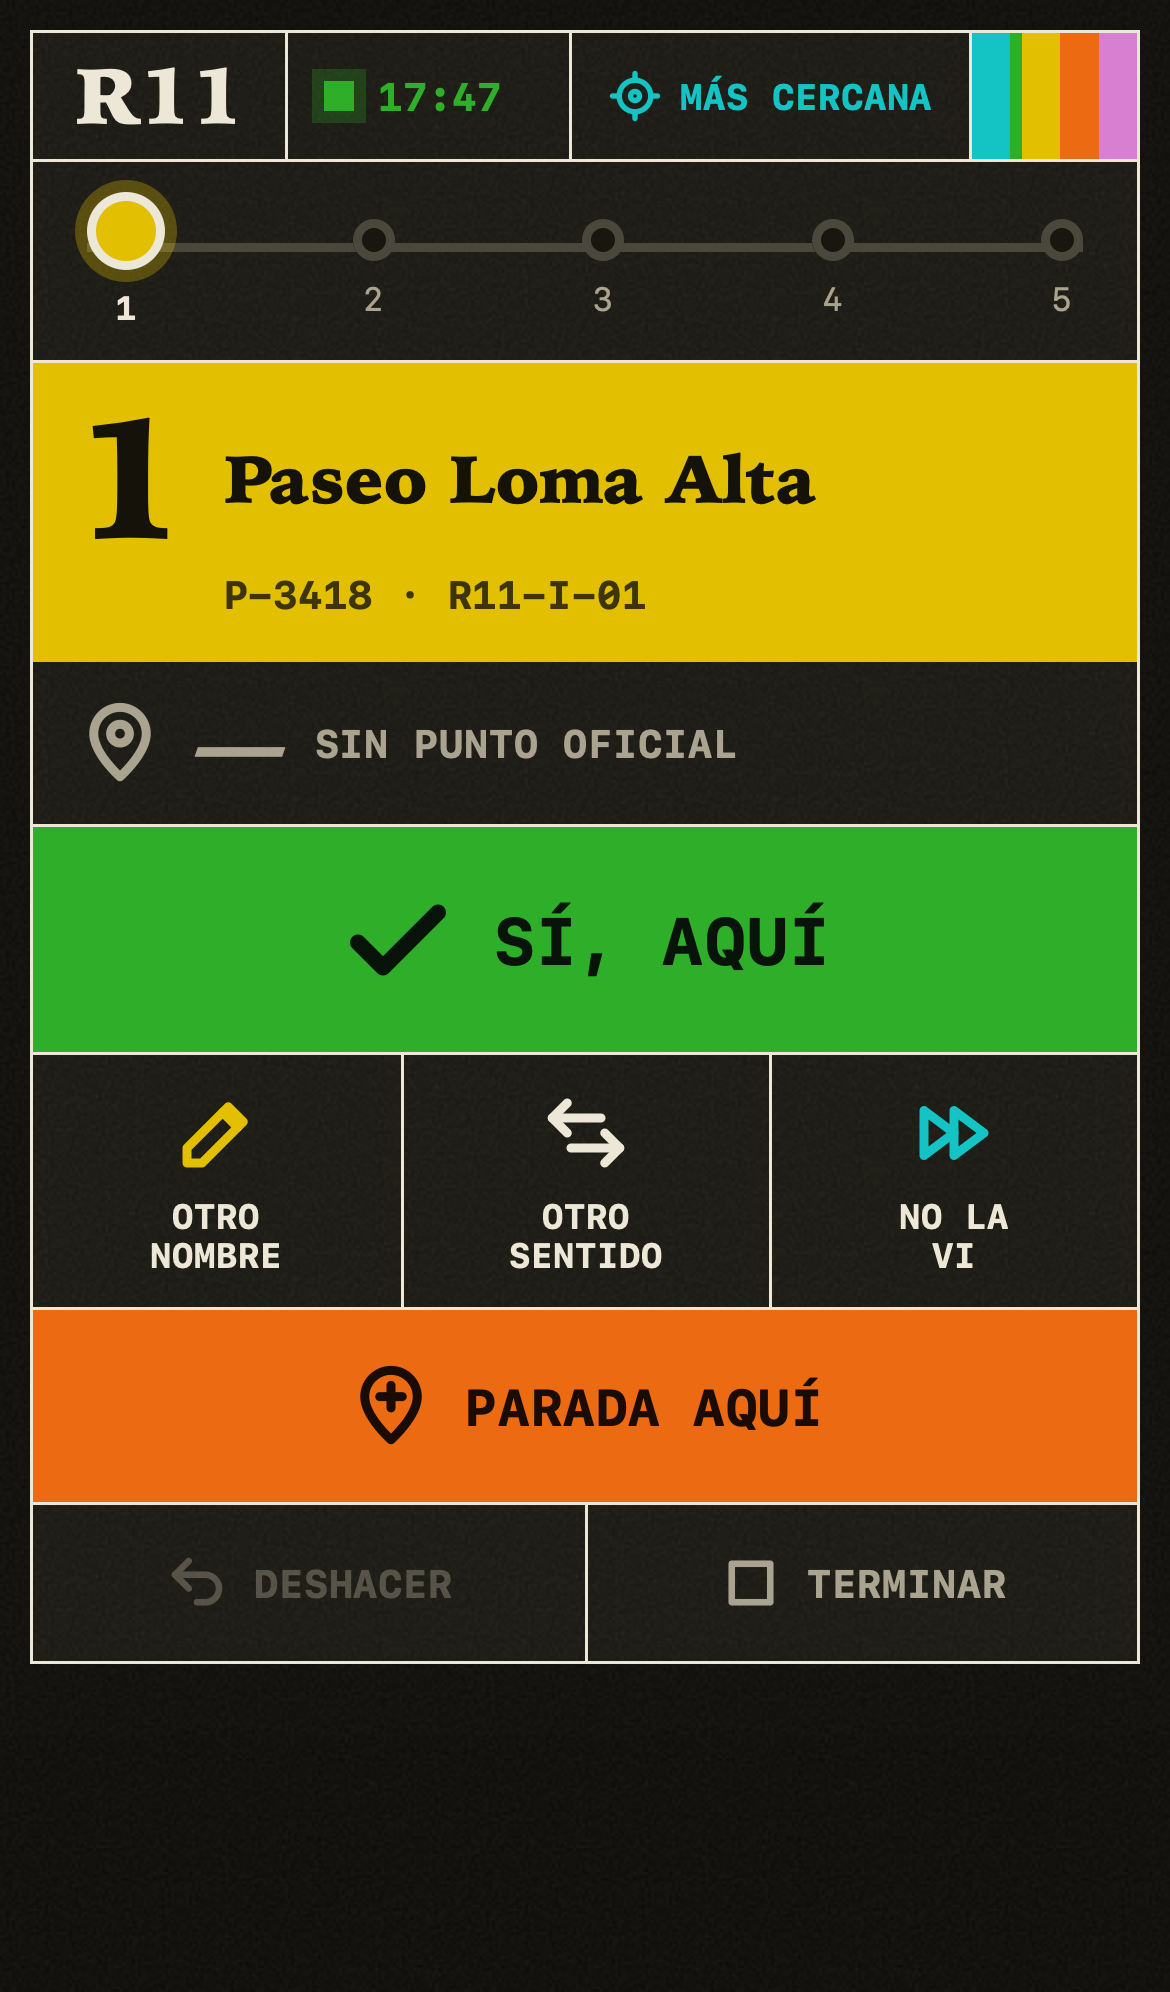 R11 17:47 MÁS CERCANA
1 2 3 4 5
1 Paseo Loma Alta
P-3418 · R11-I-01
SIN PUNTO OFICIAL
SÍ, AQUÍ
OTRO
NOMBRE
OTRO
SENTIDO
NO LA
VI
PARADA AQUÍ
DESHACER
TERMINAR